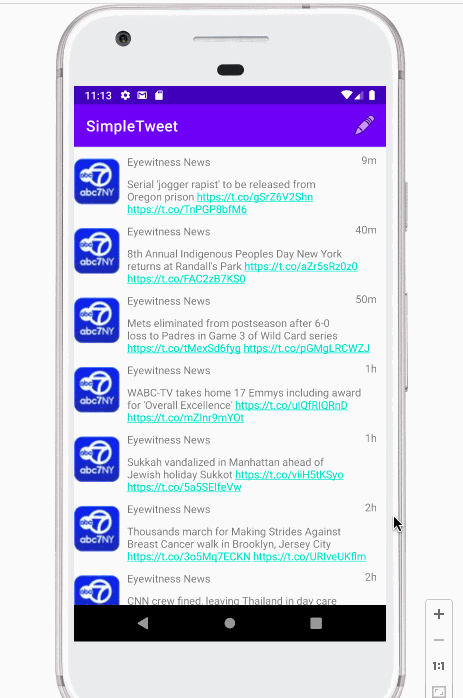 11:13
SimpleTweet
abc 7 NY
abc7NY
Eyewitness News 9m
Serial 'jogger rapist' to be released from
Oregon prison https://t.co/gSrZ6V2Shn
https://t.co/TnPGP8bfM6
abc7NY
Eyewitness News 40m
8th Annual Indigenous Peoples Day New York
returns at Randall's Park https://t.co/aZr5sRz0z0
https://t.co/FAC2zB7KS0
abc7NY
Eyewitness News 50m
Mets eliminated from postseason after 6-0
loss to Padres in Game 3 of Wild Card series
https://t.co/tMexSd6fyg https://t.co/pGMgLRCWZJ
abc7NY
Eyewitness News 1h
WABC-TV takes home 17 Emmys including award
for 'Overall Excellence' https://t.co/uIQfRIQRnD
https://t.co/mZInr9mYOt
abc7NY
Eyewitness News 1h
Sukkah vandalized in Manhattan ahead of
Jewish holiday Sukkot https://t.co/viiH5tKSyo
https://t.co/5a5SEIfeVw
abc7NY
Eyewitness News 2h
Thousands march for Making Strides Against
Breast Cancer walk in Brooklyn, Jersey City
https://t.co/3o5Mq7ECKN https://t.co/URIveUKflm
abc
Eyewitness News 2h
CNN crew fined, leaving Thailand in day care
1:1